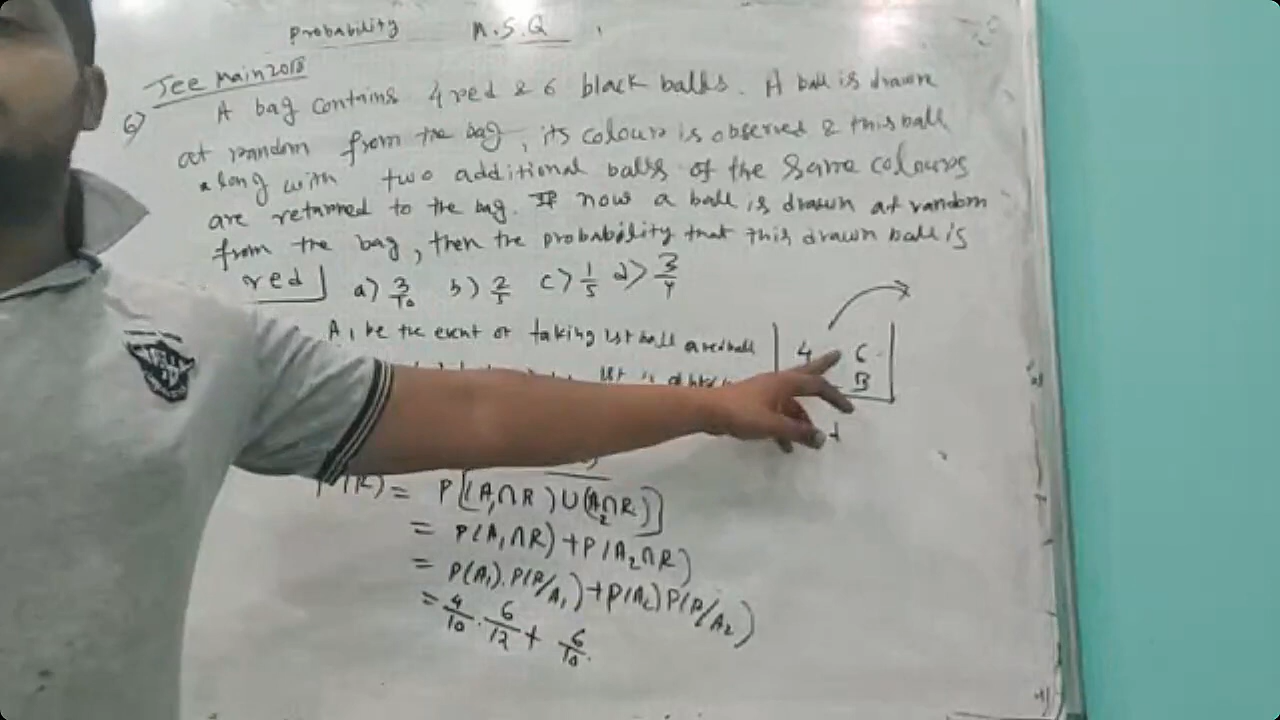 Probability M.S.Q
Jee Main 2018
6) A bag contains 4 red & 6 black balls. A ball is drawn
at random from the bag, its colour is observed & this ball
along with two additional balls of the same colours
are returned to the bag. If now a ball is drawn at random
from the bag, then the probability that this drawn ball is
red a) 3/10 b) 2/5 c) 1/5 d) 3/4
A, be the event of taking 1st ball a red ball
4 6
B
= P[(A₁∩R)∪(A₂∩R)]
= P(A₁∩R)+P(A₂∩R)
= P(A₁).P(R/A₁)+P(A₂)P(R/A₂)
= 4/10 . 6/12 + 6/10.